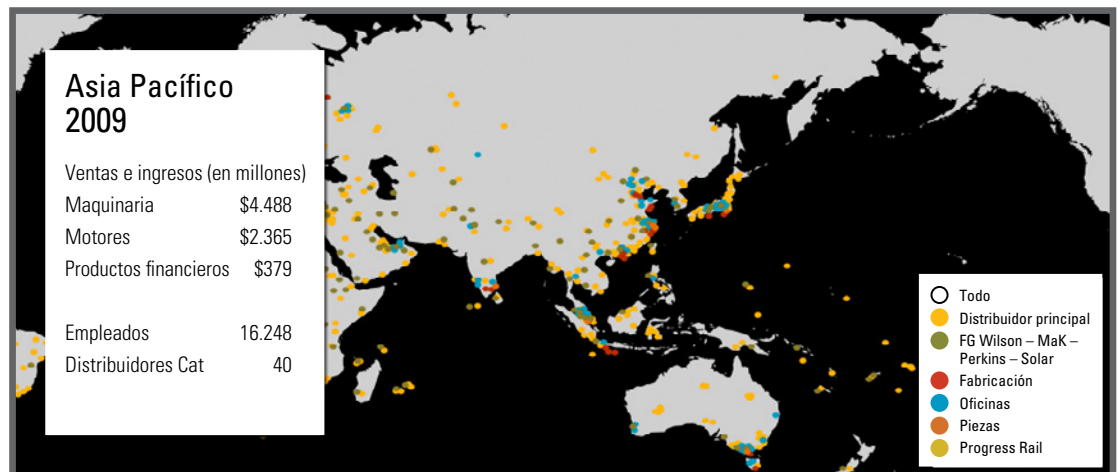 Asia Pacífico
2009
Ventas e ingresos (en millones)
Maquinaria $4.488
Motores $2.365
Productos financieros $379
Empleados 16.248
Distribuidores Cat 40
Todo
Distribuidor principal
FG Wilson – MaK –
Perkins – Solar
Fabricación
Oficinas
Piezas
Progress Rail